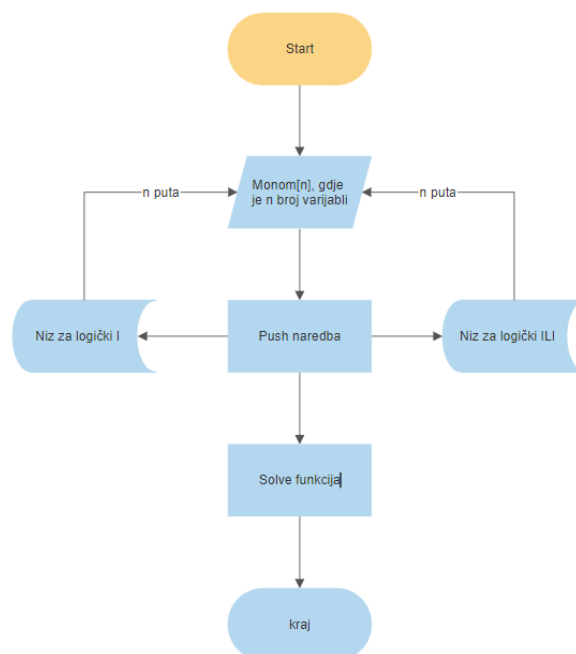 Start
Monom[n], gdje
je n broj varijabli
n puta
n puta
Niz za logički I
Push naredba
Niz za logički ILI
Solve funkcija
kraj